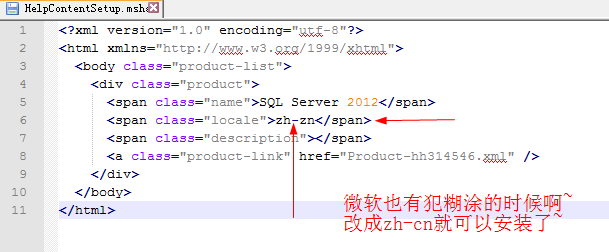 HelpContentSetup.msha
1 <?xml version="1.0" encoding="utf-8"?>
2 <html xmlns="http://www.w3.org/1999/xhtml">
3 <body class="product-list">
4 <div class="product">
5 <span class="name">SQL Server 2012</span>
6 <span class="locale">zh-zn</span>
7 <span class="description"></span>
8 <a class="product-link" href="Product-hh314546.xml" />
9 </div>
10 </body>
11 </html>
微软也有犯糊涂的时候啊~
改成zh-cn就可以安装了~